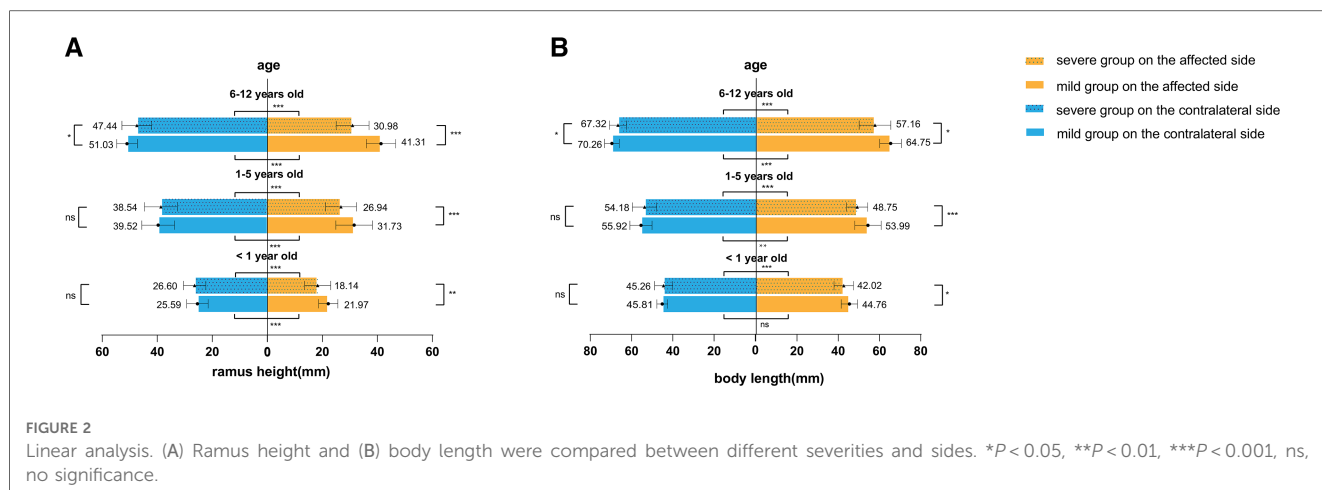 A
age
6-12 years old
***
47.44
30.98
*
***
51.03
41.31
***
1-5 years old
***
38.54
26.94
ns
***
39.52
31.73
***
< 1 year old
***
26.60
18.14
ns
**
25.59
21.97
***
60 40 20 0 20 40 60
ramus height(mm)
B
age
6-12 years old
***
67.32
57.16
*
*
70.26
64.75
***
1-5 years old
***
54.18
48.75
ns
***
55.92
53.99
**
< 1 year old
***
45.26
42.02
ns
*
45.81
44.76
ns
80 60 40 20 0 20 40 60 80
body length(mm)
severe group on the affected side
mild group on the affected side
severe group on the contralateral side
mild group on the contralateral side
FIGURE 2
Linear analysis. (A) Ramus height and (B) body length were compared between different severities and sides. *P < 0.05, **P < 0.01, ***P < 0.001, ns,
no significance.